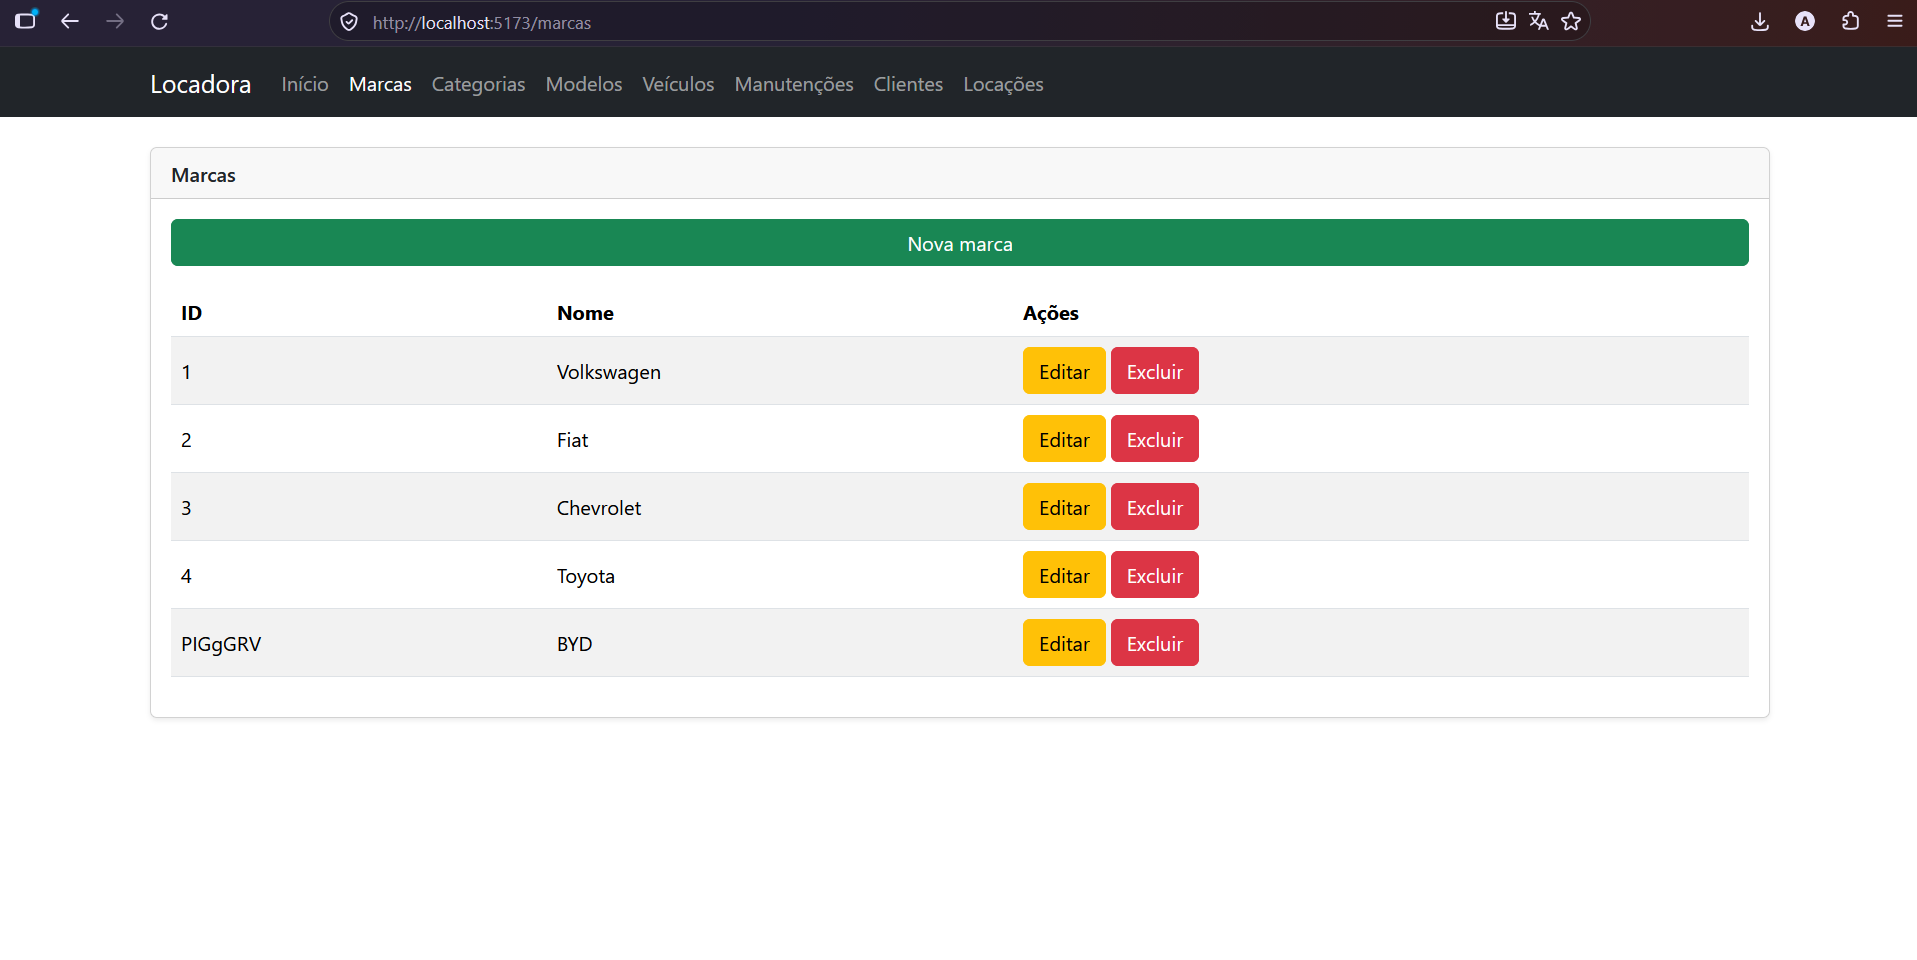 http://localhost:5173/marcas
A
Locadora Início Marcas Categorias Modelos Veículos Manutenções Clientes Locações
Marcas
Nova marca
ID Nome Ações
1 Volkswagen Editar Excluir
2 Fiat Editar Excluir
3 Chevrolet Editar Excluir
4 Toyota Editar Excluir
PIGgGRV BYD Editar Excluir